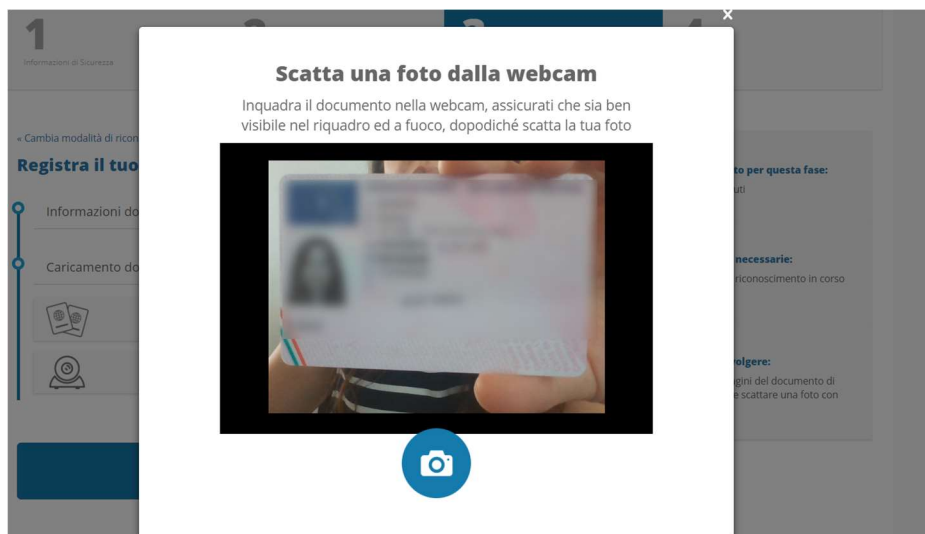 1
3
4
x
Informazioni di Sicurezza
Scatta una foto dalla webcam
Inquadra il documento nella webcam, assicurati che sia ben
visibile nel riquadro ed a fuoco, dopodiché scatta la tua foto
« Cambia modalità di ricon
Registra il tuo
Informazioni do
Caricamento do
to per questa fase:
uti
necessarie:
riconoscimento in corso
volgere:
gini del documento di
e scattare una foto con